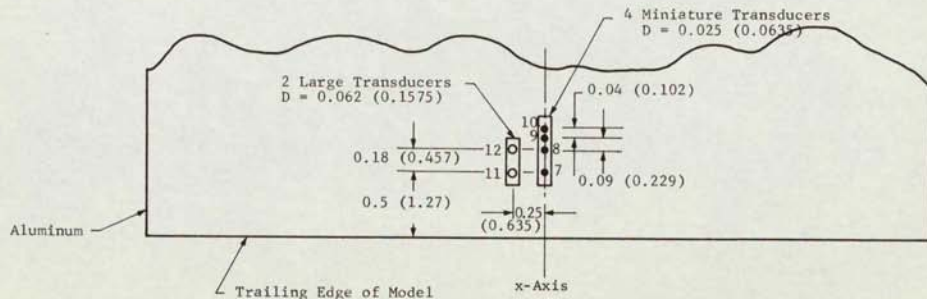 4 Miniature Transducers
D = 0.025 (0.0635)
2 Large Transducers
D = 0.062 (0.1575)
0.04 (0.102)
10
9
12
8
0.18 (0.457)
11
7
0.09 (0.229)
0.5 (1.27)
0.25
(0.635)
Aluminum
x-Axis
Trailing Edge of Model